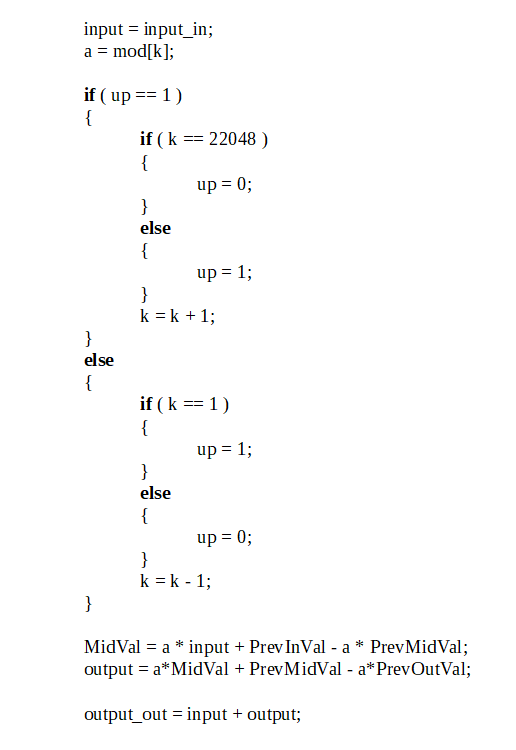 input = input_in;
a = mod[k];
if ( up == 1 )
{
if ( k == 22048 )
{
up = 0;
}
else
{
up = 1;
}
k = k + 1;
}
else
{
if ( k == 1 )
{
up = 1;
}
else
{
up = 0;
}
k = k - 1;
}
MidVal = a * input + PrevInVal - a * PrevMidVal;
output = a*MidVal + PrevMidVal - a*PrevOutVal;
output_out = input + output;